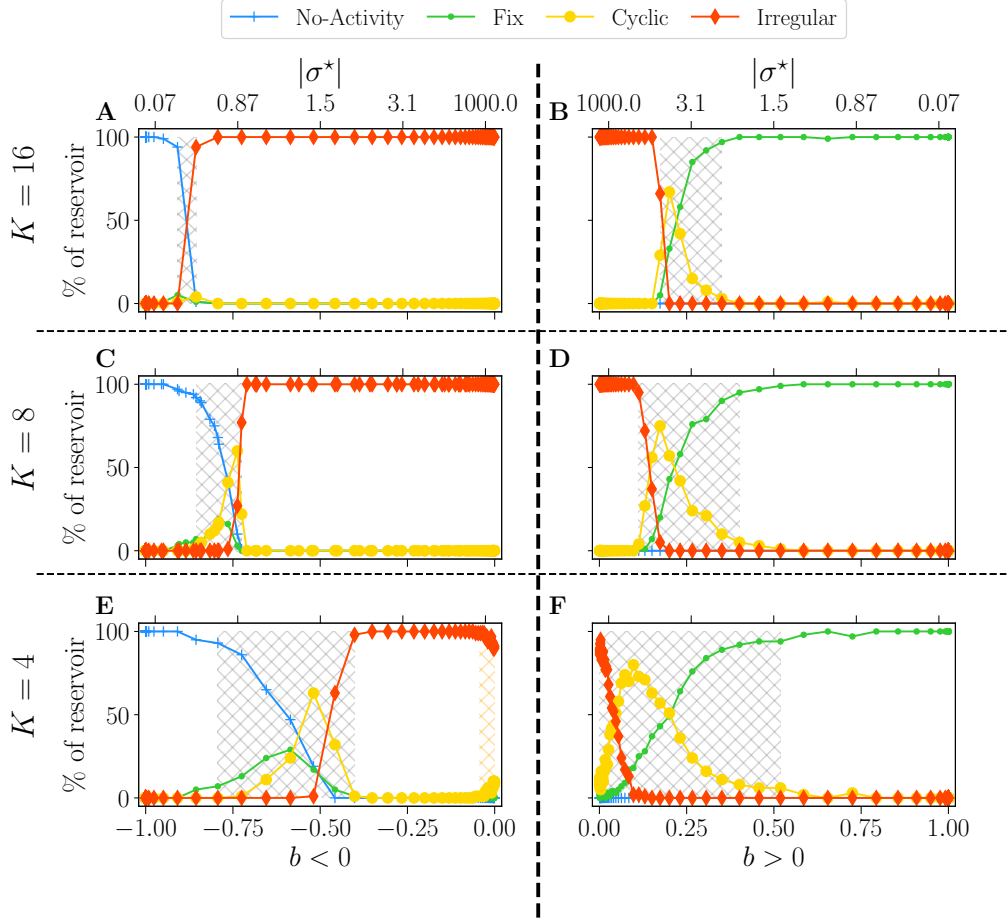 No-Activity Fix Cyclic Irregular
|σ⋆| |σ⋆|
0.07 0.87 1.5 3.1 1000.0 1000.0 3.1 1.5 0.87 0.07
A B
K = 16
% of reservoir
100
50
0
C D
K = 8
% of reservoir
100
50
0
E F
K = 4
% of reservoir
100
50
0
−1.00 −0.75 −0.50 −0.25 0.00 0.00 0.25 0.50 0.75 1.00
b < 0 b > 0